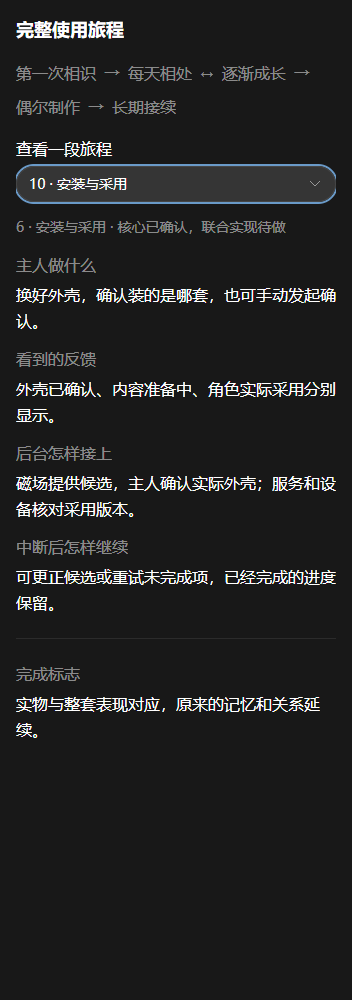 完整使用旅程
第一次相识 → 每天相处 ↔ 逐渐成长 →
偶尔制作 → 长期接续
查看一段旅程
10 · 安装与采用
6 · 安装与采用 · 核心已确认，联合实现待做
主人做什么
换好外壳，确认装的是哪套，也可手动发起确
认。
看到的反馈
外壳已确认、内容准备中、角色实际采用分别
显示。
后台怎样接上
磁场提供候选，主人确认实际外壳；服务和设
备核对采用版本。
中断后怎样继续
可更正候选或重试未完成项，已经完成的进度
保留。
完成标志
实物与整套表现对应，原来的记忆和关系延
续。